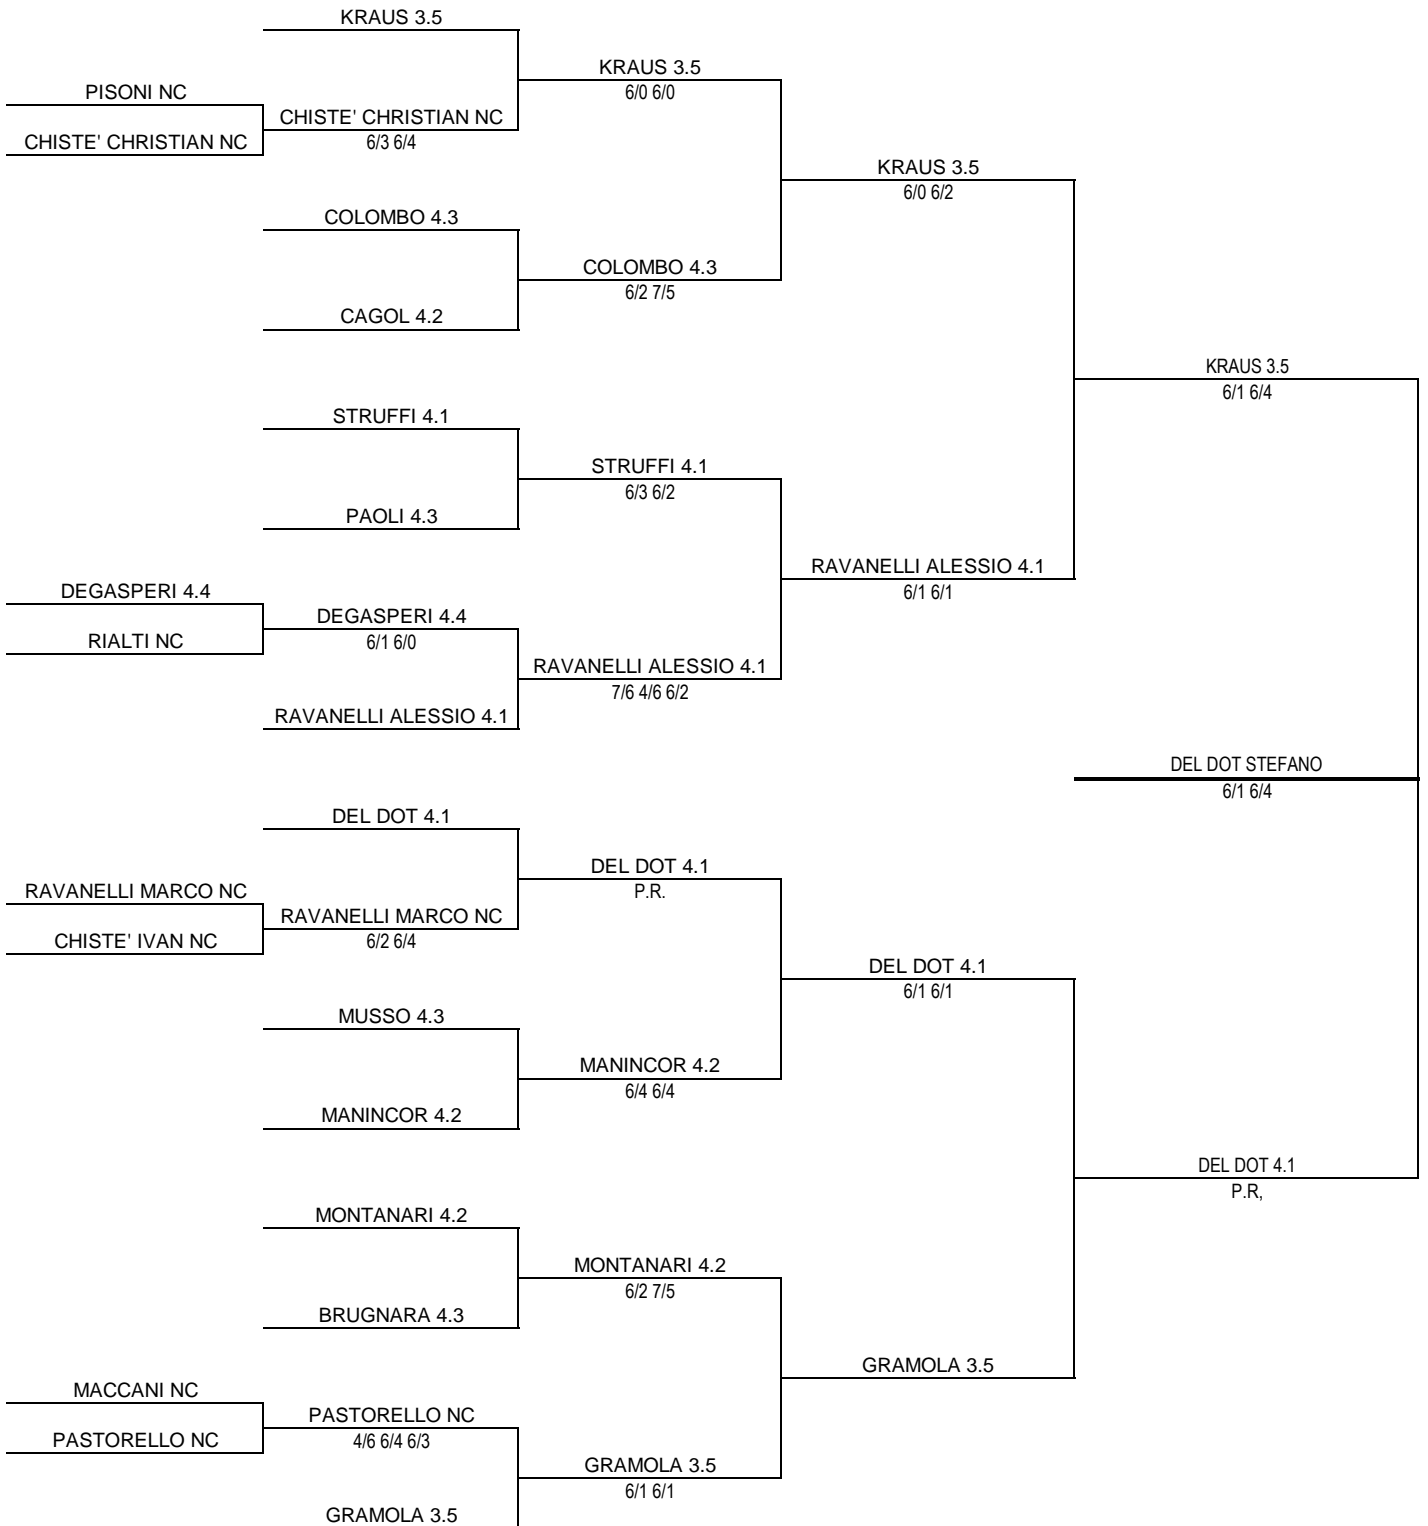 KRAUS 3.5
KRAUS 3.5
PISONI NC
6/0 6/0
CHISTE' CHRISTIAN NC
CHISTE' CHRISTIAN NC
6/3 6/4
KRAUS 3.5
6/0 6/2
COLOMBO 4.3
COLOMBO 4.3
6/2 7/5
CAGOL 4.2
KRAUS 3.5
6/1 6/4
STRUFFI 4.1
STRUFFI 4.1
6/3 6/2
PAOLI 4.3
RAVANELLI ALESSIO 4.1
6/1 6/1
DEGASPERI 4.4
DEGASPERI 4.4
RIALTI NC
6/1 6/0
RAVANELLI ALESSIO 4.1
7/6 4/6 6/2
RAVANELLI ALESSIO 4.1
DEL DOT STEFANO
6/1 6/4
DEL DOT 4.1
DEL DOT 4.1
P.R.
RAVANELLI MARCO NC
RAVANELLI MARCO NC
CHISTE' IVAN NC
6/2 6/4
DEL DOT 4.1
6/1 6/1
MUSSO 4.3
MANINCOR 4.2
6/4 6/4
MANINCOR 4.2
DEL DOT 4.1
P.R,
MONTANARI 4.2
MONTANARI 4.2
6/2 7/5
BRUGNARA 4.3
GRAMOLA 3.5
MACCANI NC
PASTORELLO NC
PASTORELLO NC
4/6 6/4 6/3
GRAMOLA 3.5
6/1 6/1
GRAMOLA 3.5